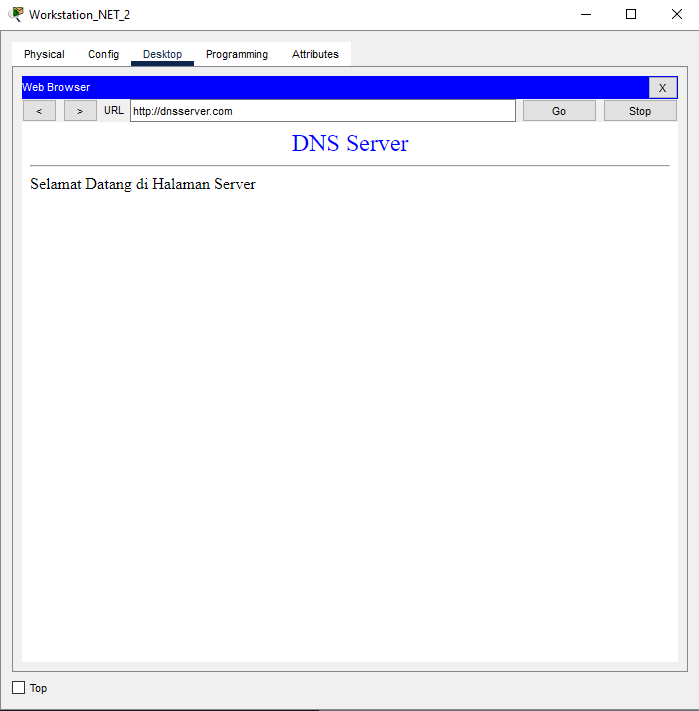 Workstation_NET_2
Physical Config Desktop Programming Attributes
Web Browser X
< > URL http://dnsserver.com Go Stop
DNS Server
Selamat Datang di Halaman Server
Top